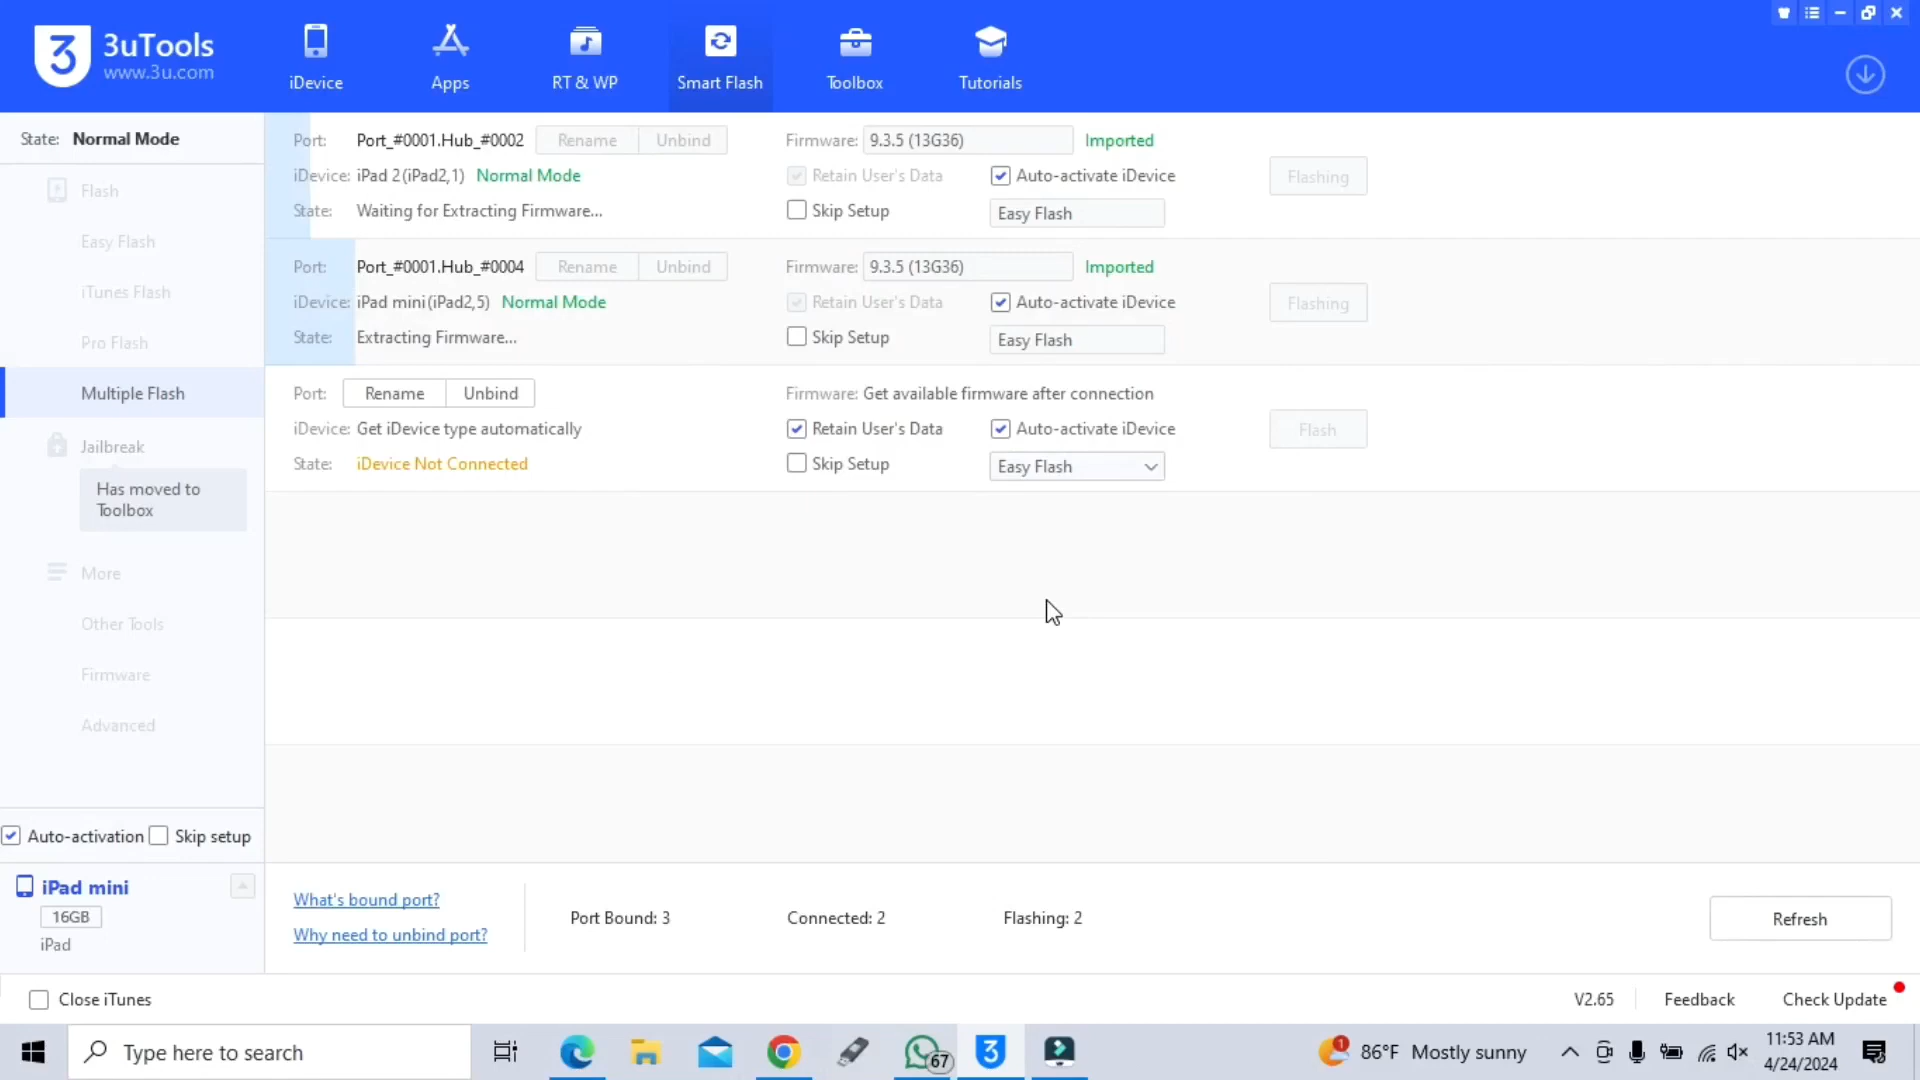 3 3uTools
www.3u.com
iDevice
Apps
RT & WP
Smart Flash
Toolbox
Tutorials
State: Normal Mode
Flash
Easy Flash
iTunes Flash
Pro Flash
Multiple Flash
Jailbreak
Has moved to
Toolbox
More
Other Tools
Firmware
Advanced
Auto-activation Skip setup
iPad mini
16GB
iPad
Port: Port_#0001.Hub_#0002 Rename Unbind Firmware: 9.3.5 (13G36) Imported
iDevice: iPad 2(iPad2,1) Normal Mode Retain User's Data Auto-activate iDevice Flashing
State: Waiting for Extracting Firmware... Skip Setup Easy Flash
Port: Port_#0001.Hub_#0004 Rename Unbind Firmware: 9.3.5 (13G36) Imported
iDevice: iPad mini(iPad2,5) Normal Mode Retain User's Data Auto-activate iDevice Flashing
State: Extracting Firmware... Skip Setup Easy Flash
Port: Rename Unbind Firmware: Get available firmware after connection
iDevice: Get iDevice type automatically Retain User's Data Auto-activate iDevice Flash
State: iDevice Not Connected Skip Setup Easy Flash
What's bound port?
Why need to unbind port?
Port Bound: 3 Connected: 2 Flashing: 2 Refresh
Close iTunes V2.65 Feedback Check Update
Type here to search 67 3 1 86°F Mostly sunny 11:53 AM
4/24/2024